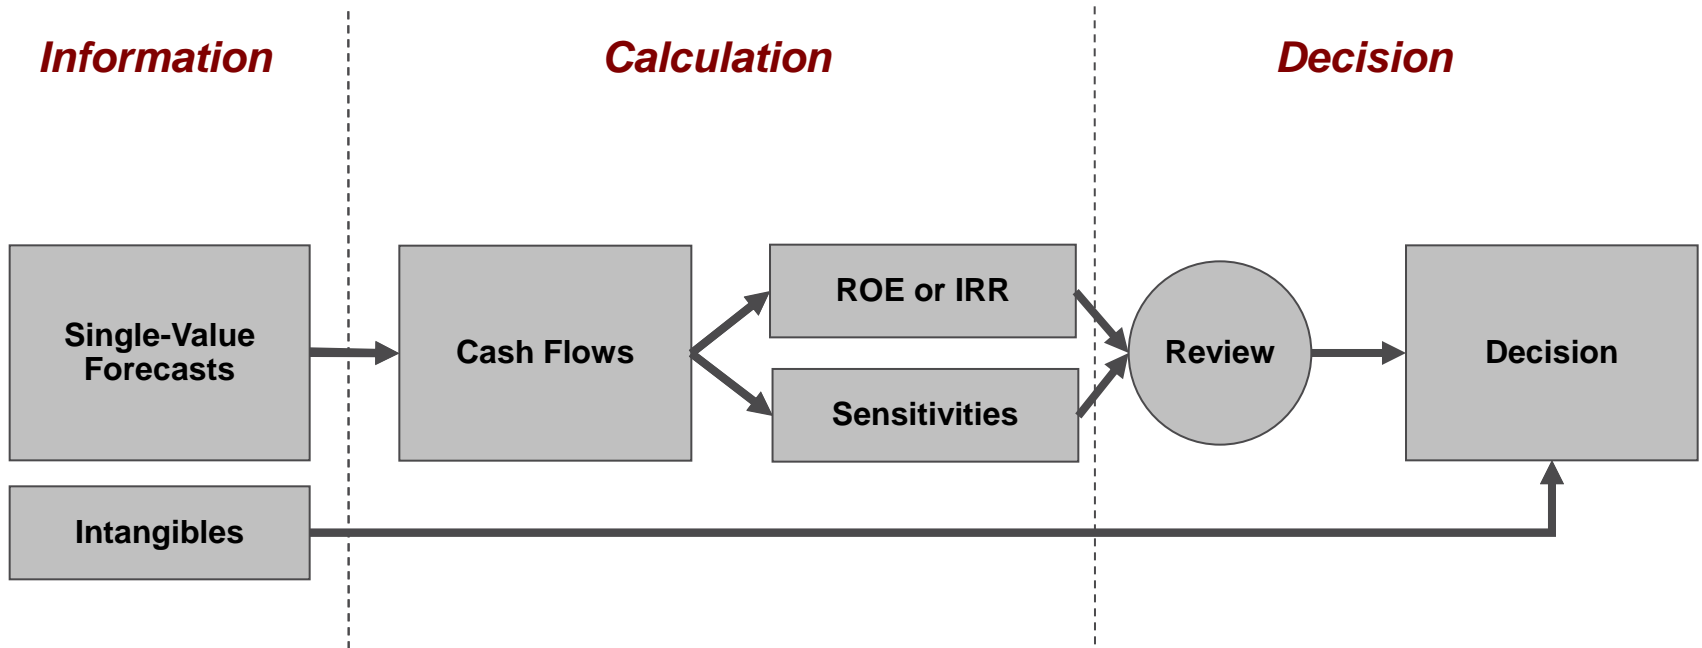 Information
Calculation
Decision
Single-Value
Forecasts
Cash Flows
ROE or IRR
Sensitivities
Review
Decision
Intangibles